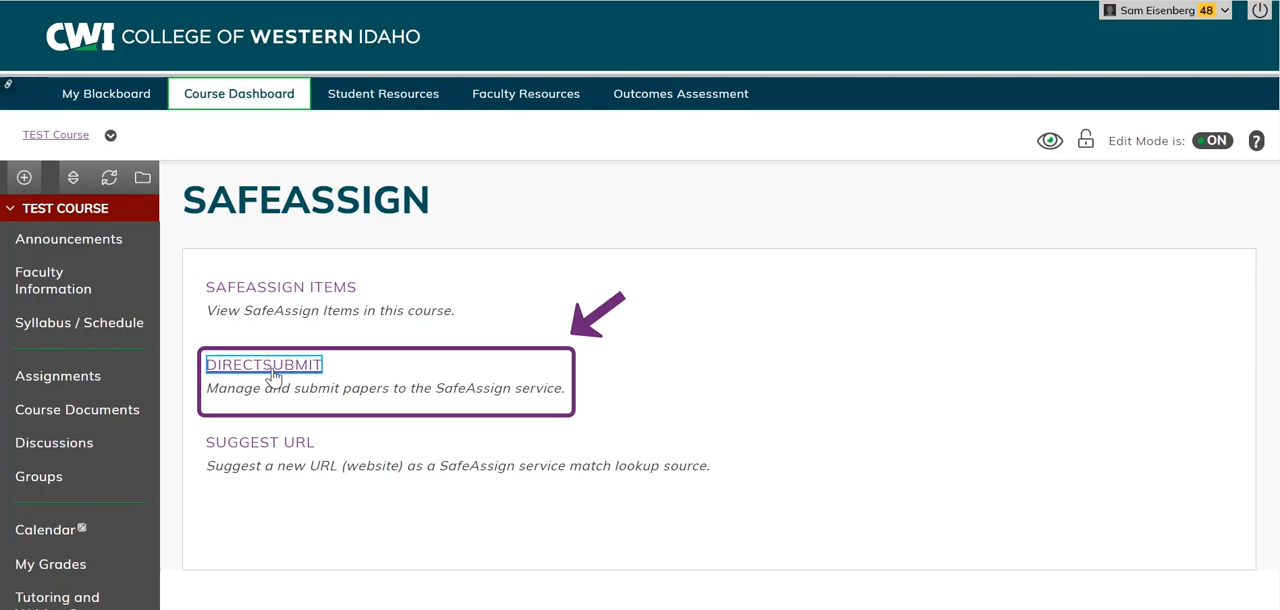 Sam Eisenberg 48
CWI COLLEGE OF WESTERN IDAHO
My Blackboard Course Dashboard Student Resources Faculty Resources Outcomes Assessment
TEST Course
Edit Mode is: ON ?
TEST COURSE
Announcements
Faculty
Information
Syllabus / Schedule
Assignments
Course Documents
Discussions
Groups
Calendar
My Grades
Tutoring and
SAFEASSIGN
SAFEASSIGN ITEMS
View SafeAssign Items in this course.
DIRECTSUBMIT
Manage and submit papers to the SafeAssign service.
SUGGEST URL
Suggest a new URL (website) as a SafeAssign service match lookup source.